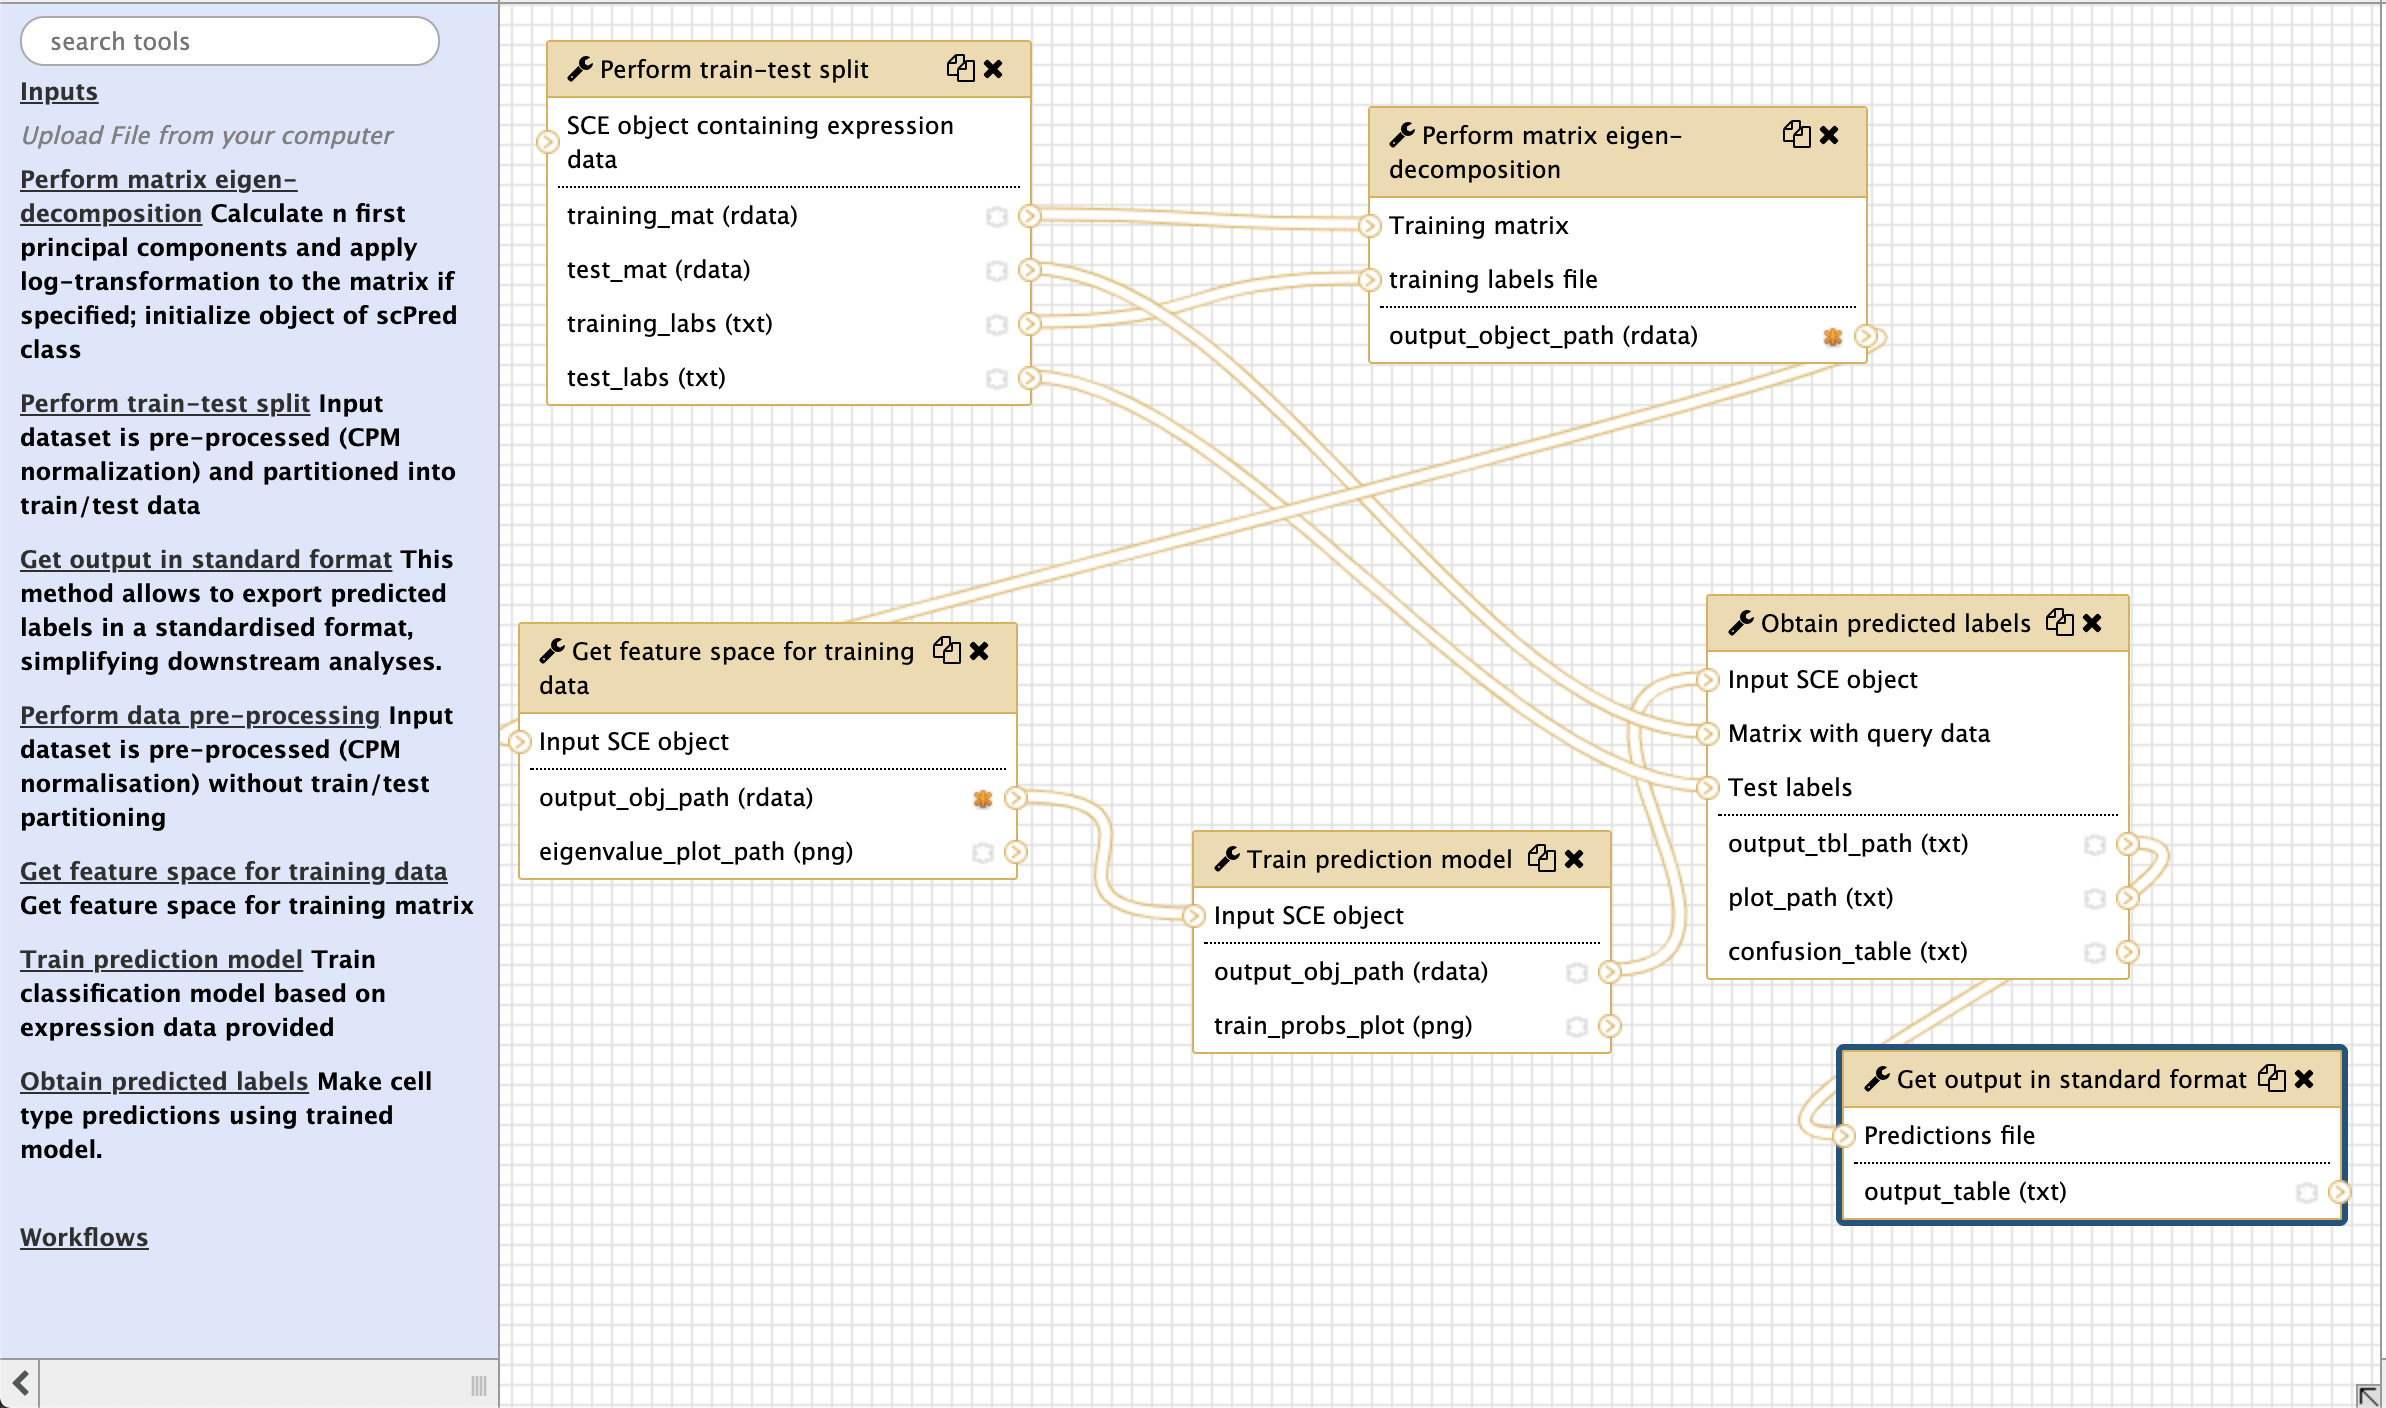 search tools
Inputs
Upload File from your computer
Perform matrix eigen-
decomposition Calculate n first
principal components and apply
log-transformation to the matrix if
specified; initialize object of scPred
class
Perform train-test split Input
dataset is pre-processed (CPM
normalization) and partitioned into
train/test data
Get output in standard format This
method allows to export predicted
labels in a standardised format,
simplifying downstream analyses.
Perform data pre-processing Input
dataset is pre-processed (CPM
normalisation) without train/test
partitioning
Get feature space for training data
Get feature space for training matrix
Train prediction model Train
classification model based on
expression data provided
Obtain predicted labels Make cell
type predictions using trained
model.
Workflows
Perform train-test split
SCE object containing expression
data
training_mat (rdata)
test_mat (rdata)
training_labs (txt)
test_labs (txt)
Perform matrix eigen-
decomposition
Training matrix
training labels file
output_object_path (rdata)
Get feature space for training
data
Input SCE object
output_obj_path (rdata)
eigenvalue_plot_path (png)
Train prediction model
Input SCE object
output_obj_path (rdata)
train_probs_plot (png)
Obtain predicted labels
Input SCE object
Matrix with query data
Test labels
output_tbl_path (txt)
plot_path (txt)
confusion_table (txt)
Get output in standard format
Predictions file
output_table (txt)